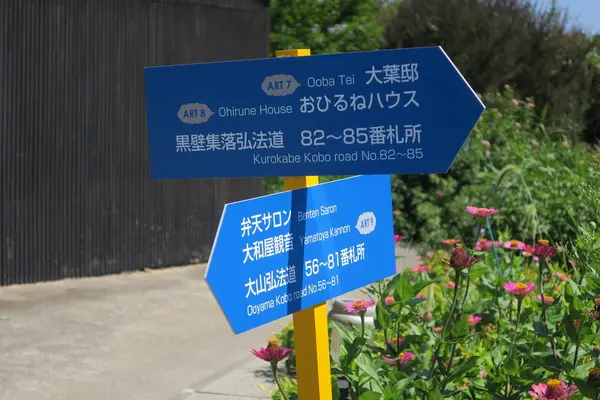 ART 7 Ooba Tei 大葉邸
ART 8 Ohirune House おひるねハウス
黒壁集落弘法道 82～85番札所
Kurokabe Kobo road No.82～85
弁天サロン Benten Saron
大和屋観音 Yamatoya Kannon ART 9
大山弘法道 56～81番札所
Ooyama Kobo road No.56～81